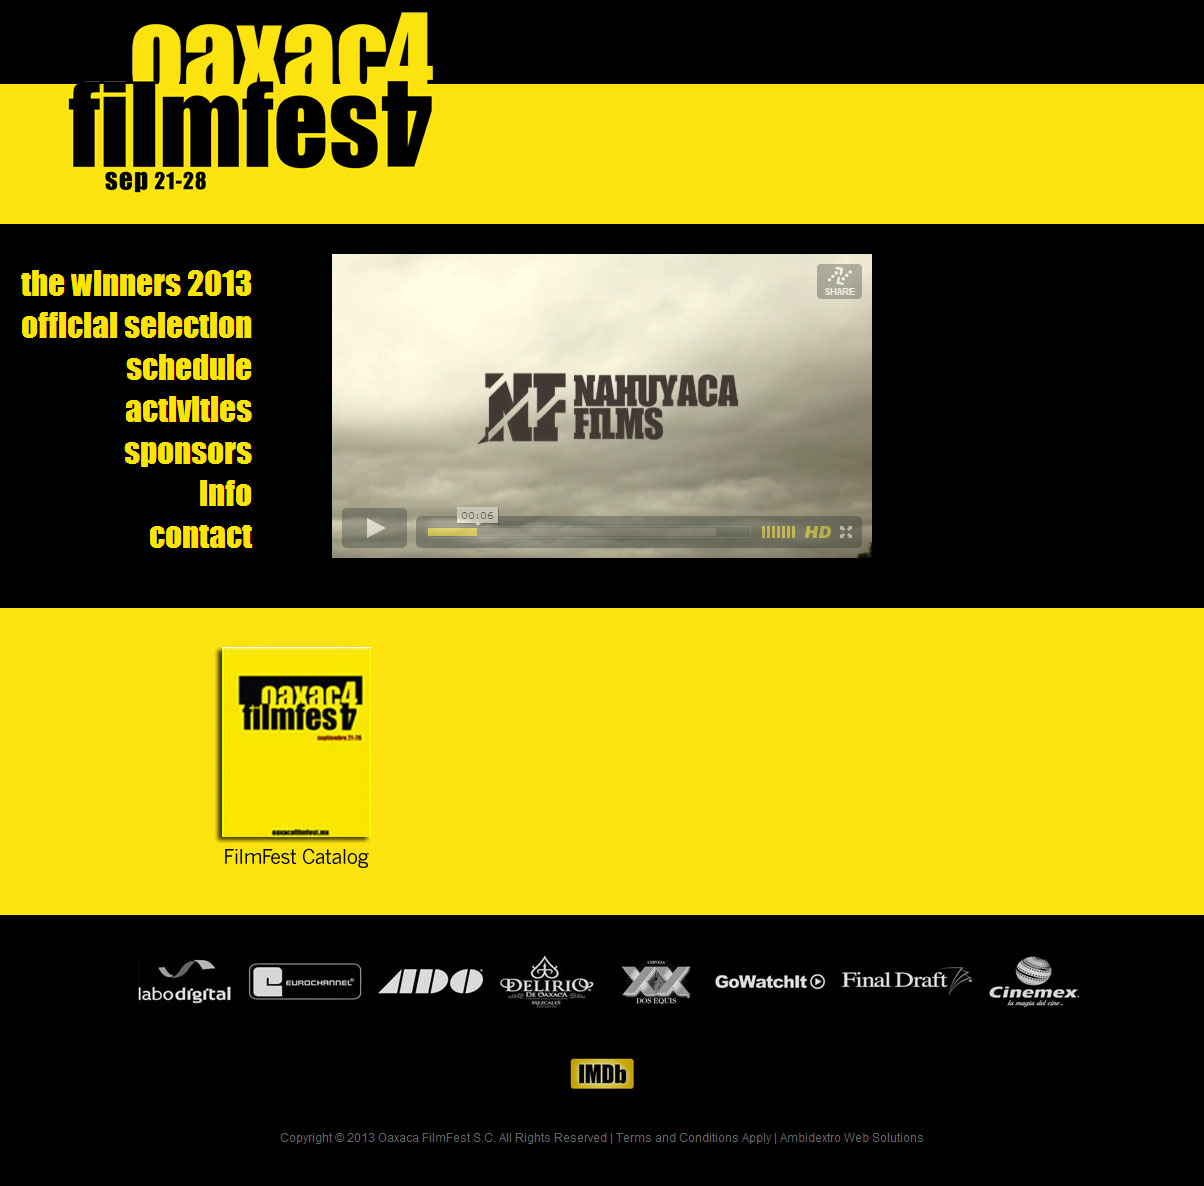 oaxac4
filmfest4
sep 21-28
the winners 2013
official selection
schedule
activities
sponsors
info
contact
SHARE
NF NAHUYACA
FILMS
00:06
HD
oaxac4
filmfest4
septiembre 21-28
oaxacafilmfest.mx
FilmFest Catalog
labodigital
EUROCHANNEL
ADO
DELIRIO
DE OAXACA
MEZCALES
CERVEZA
XX
DOS EQUIS
GoWatchIt
Final Draft
Cinemex
la magia del cine
IMDb
Copyright © 2013 Oaxaca FilmFest S.C. All Rights Reserved | Terms and Conditions Apply | Ambidextro Web Solutions